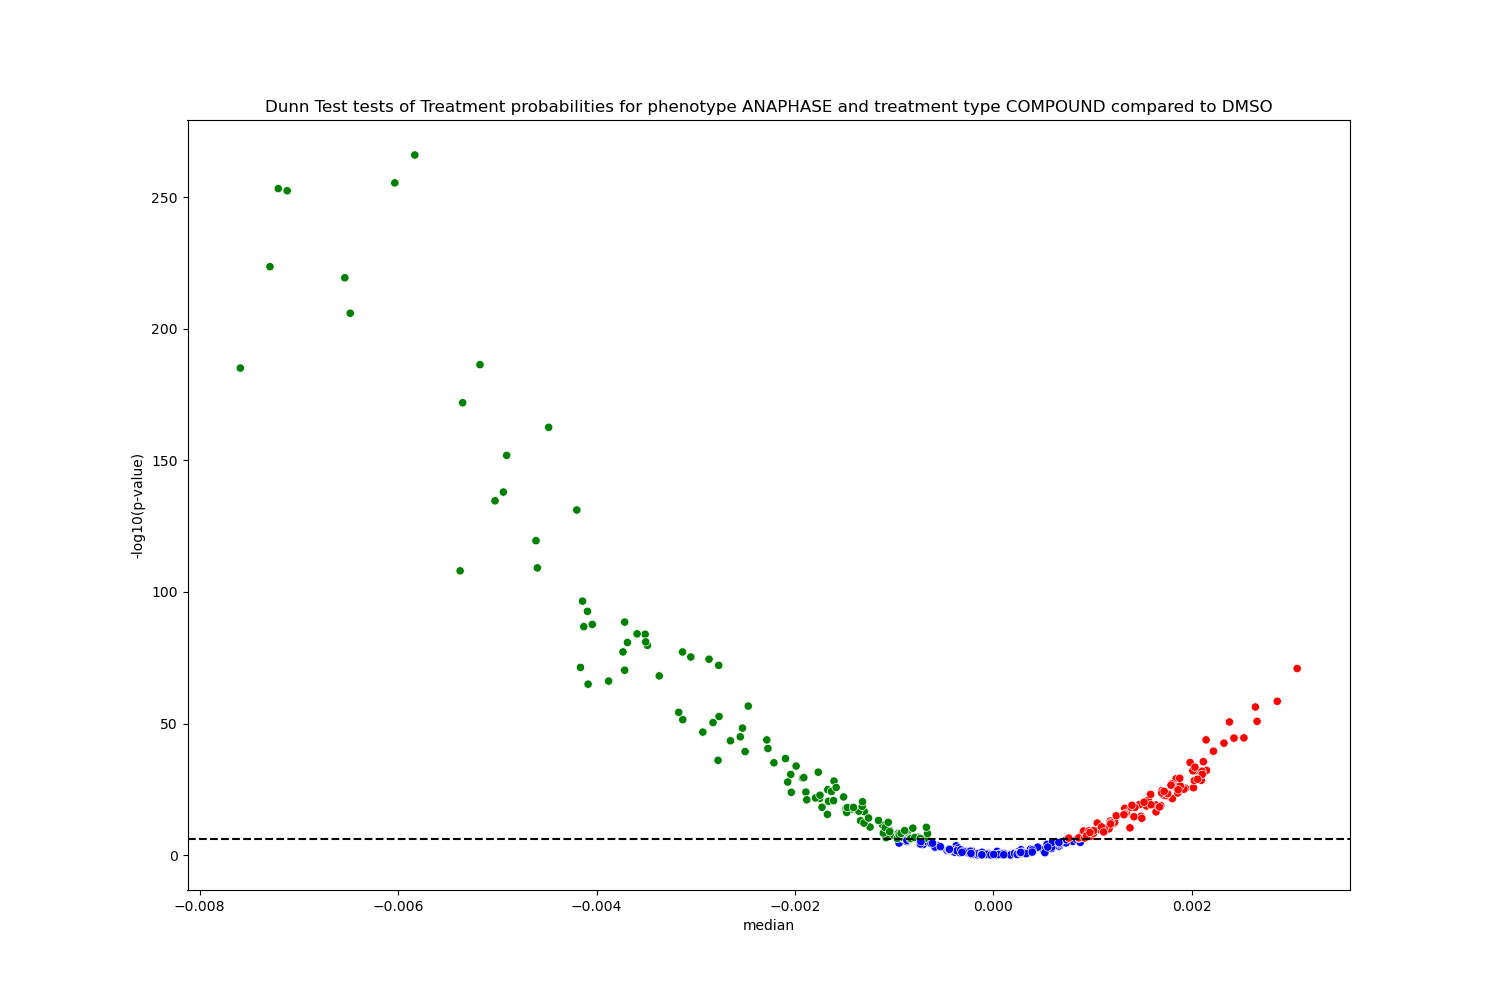 Dunn Test tests of Treatment probabilities for phenotype ANAPHASE and treatment type COMPOUND compared to DMSO
250
200
150
100
50
0
-log10(p-value)
−0.008 −0.006 −0.004 −0.002 0.000 0.002
median